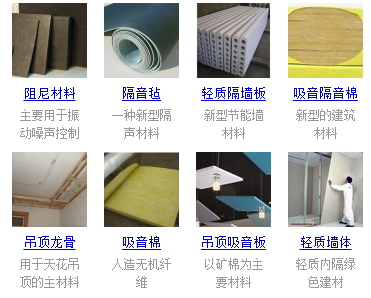 阻尼材料 隔音毡 轻质隔墙板 吸音隔音棉
主要用于振 一种新型隔 新型节能墙 新型的建筑
动噪声控制 声材料 材料 材料
吊顶龙骨 吸音棉 吊顶吸音板 轻质墙体
用于天花吊 人造无机纤 以矿棉为主 轻质内隔绿
顶的主材料 维 要材料 色建材